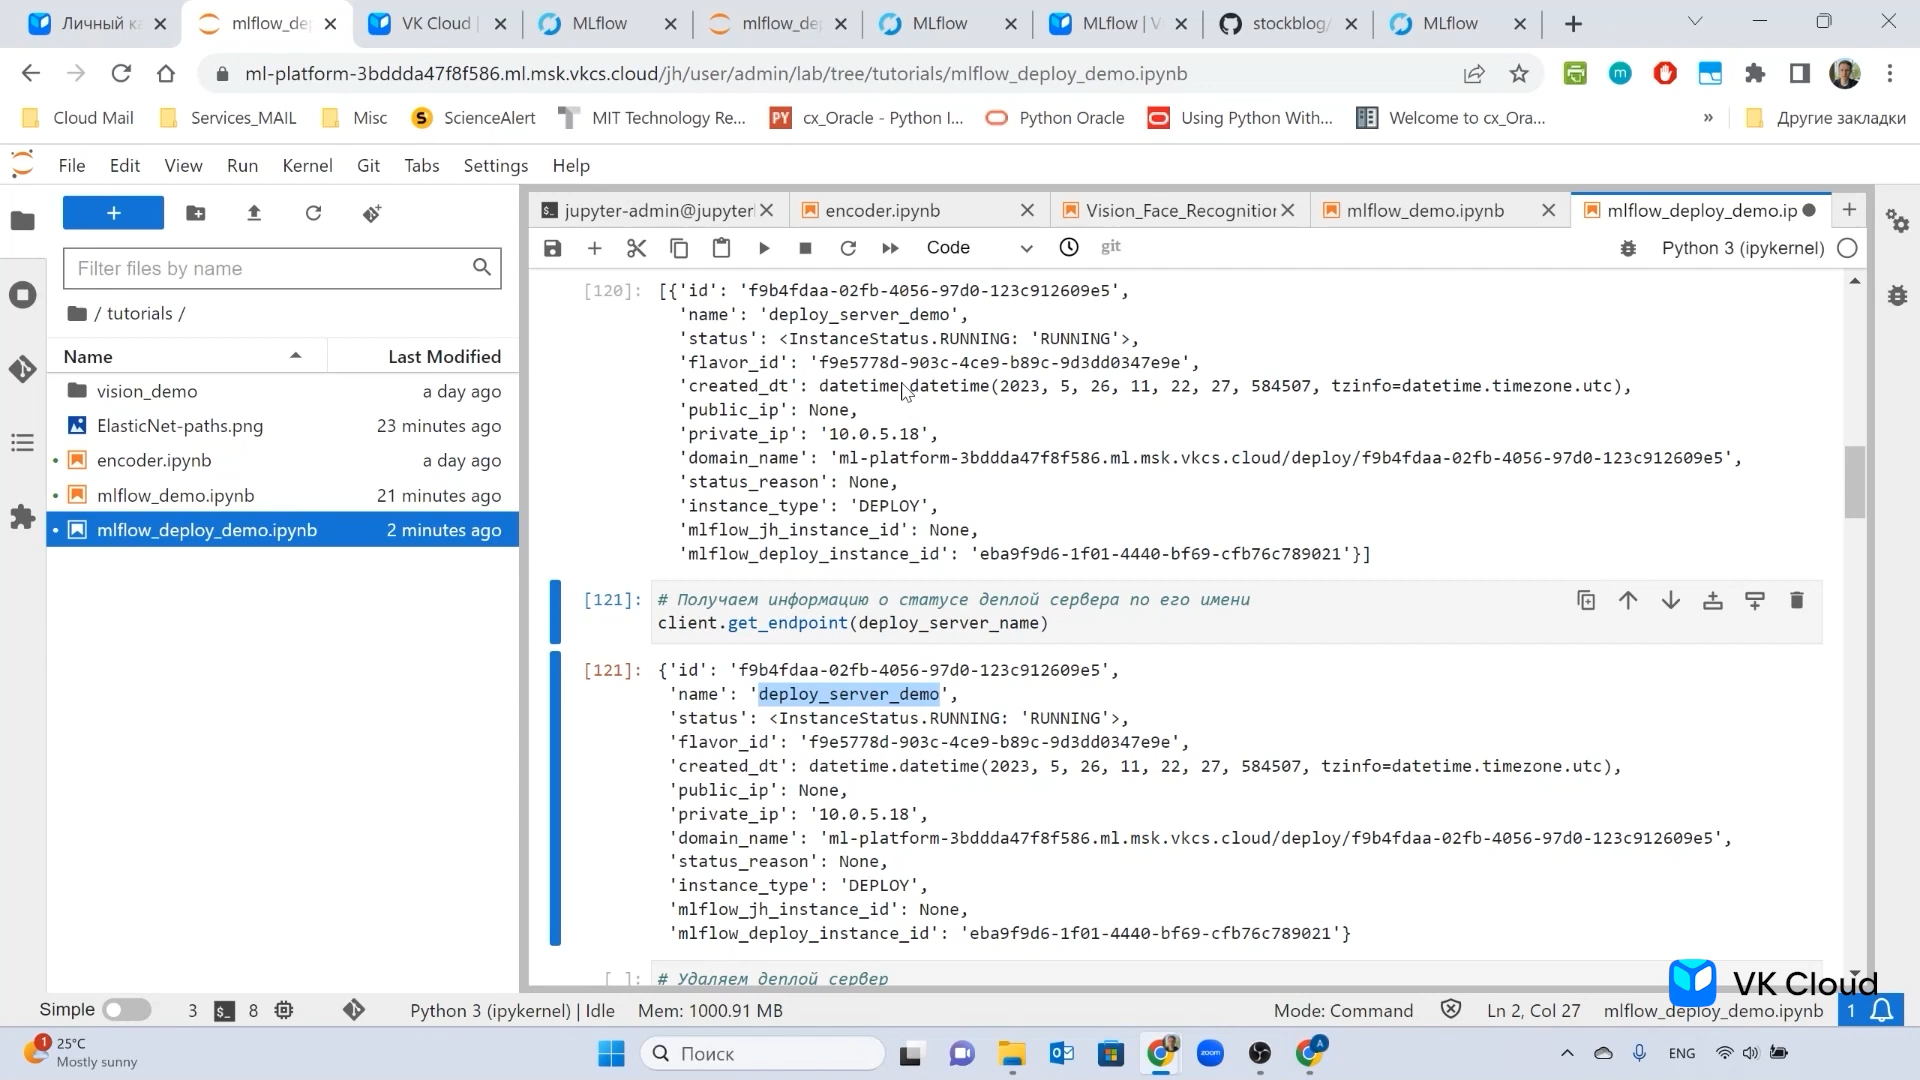 Личный ка
mlflow_de
VK Cloud |
MLflow
mlflow_de
MLflow
MLflow | V
stockblog/
MLflow
ml-platform-3bddda47f8f586.ml.msk.vkcs.cloud/jh/user/admin/lab/tree/tutorials/mlflow_deploy_demo.ipynb
Cloud Mail
Services_MAIL
Misc
ScienceAlert
MIT Technology Re...
cx_Oracle - Python I...
Python Oracle
Using Python With...
Welcome to cx_Ora...
»
Другие закладки
File Edit View Run Kernel Git Tabs Settings Help
Filter files by name
/ tutorials /
Name Last Modified
vision_demo a day ago
ElasticNet-paths.png 23 minutes ago
encoder.ipynb a day ago
mlflow_demo.ipynb 21 minutes ago
mlflow_deploy_demo.ipynb 2 minutes ago
jupyter-admin@jupyter
encoder.ipynb
Vision_Face_Recognition
mlflow_demo.ipynb
mlflow_deploy_demo.ip
Code
git
Python 3 (ipykernel)
[120]: [{'id': 'f9b4fdaa-02fb-4056-97d0-123c912609e5',
'name': 'deploy_server_demo',
'status': <InstanceStatus.RUNNING: 'RUNNING'>,
'flavor_id': 'f9e5778d-903c-4ce9-b89c-9d3dd0347e9e',
'created_dt': datetime.datetime(2023, 5, 26, 11, 22, 27, 584507, tzinfo=datetime.timezone.utc),
'public_ip': None,
'private_ip': '10.0.5.18',
'domain_name': 'ml-platform-3bddda47f8f586.ml.msk.vkcs.cloud/deploy/f9b4fdaa-02fb-4056-97d0-123c912609e5',
'status_reason': None,
'instance_type': 'DEPLOY',
'mlflow_jh_instance_id': None,
'mlflow_deploy_instance_id': 'eba9f9d6-1f01-4440-bf69-cfb76c789021'}]
[121]: # Получаем информацию о статусе деплой сервера по его имени
client.get_endpoint(deploy_server_name)
[121]: {'id': 'f9b4fdaa-02fb-4056-97d0-123c912609e5',
'name': 'deploy_server_demo',
'status': <InstanceStatus.RUNNING: 'RUNNING'>,
'flavor_id': 'f9e5778d-903c-4ce9-b89c-9d3dd0347e9e',
'created_dt': datetime.datetime(2023, 5, 26, 11, 22, 27, 584507, tzinfo=datetime.timezone.utc),
'public_ip': None,
'private_ip': '10.0.5.18',
'domain_name': 'ml-platform-3bddda47f8f586.ml.msk.vkcs.cloud/deploy/f9b4fdaa-02fb-4056-97d0-123c912609e5',
'status_reason': None,
'instance_type': 'DEPLOY',
'mlflow_jh_instance_id': None,
'mlflow_deploy_instance_id': 'eba9f9d6-1f01-4440-bf69-cfb76c789021'}
[ ]: # Удаляем деплой сервер
VK Cloud
Simple 3 8 Python 3 (ipykernel) | Idle Mem: 1000.91 MB Mode: Command Ln 2, Col 27 mlflow_deploy_demo.ipynb 1
25°C
Mostly sunny
Поиск
zoom
ENG